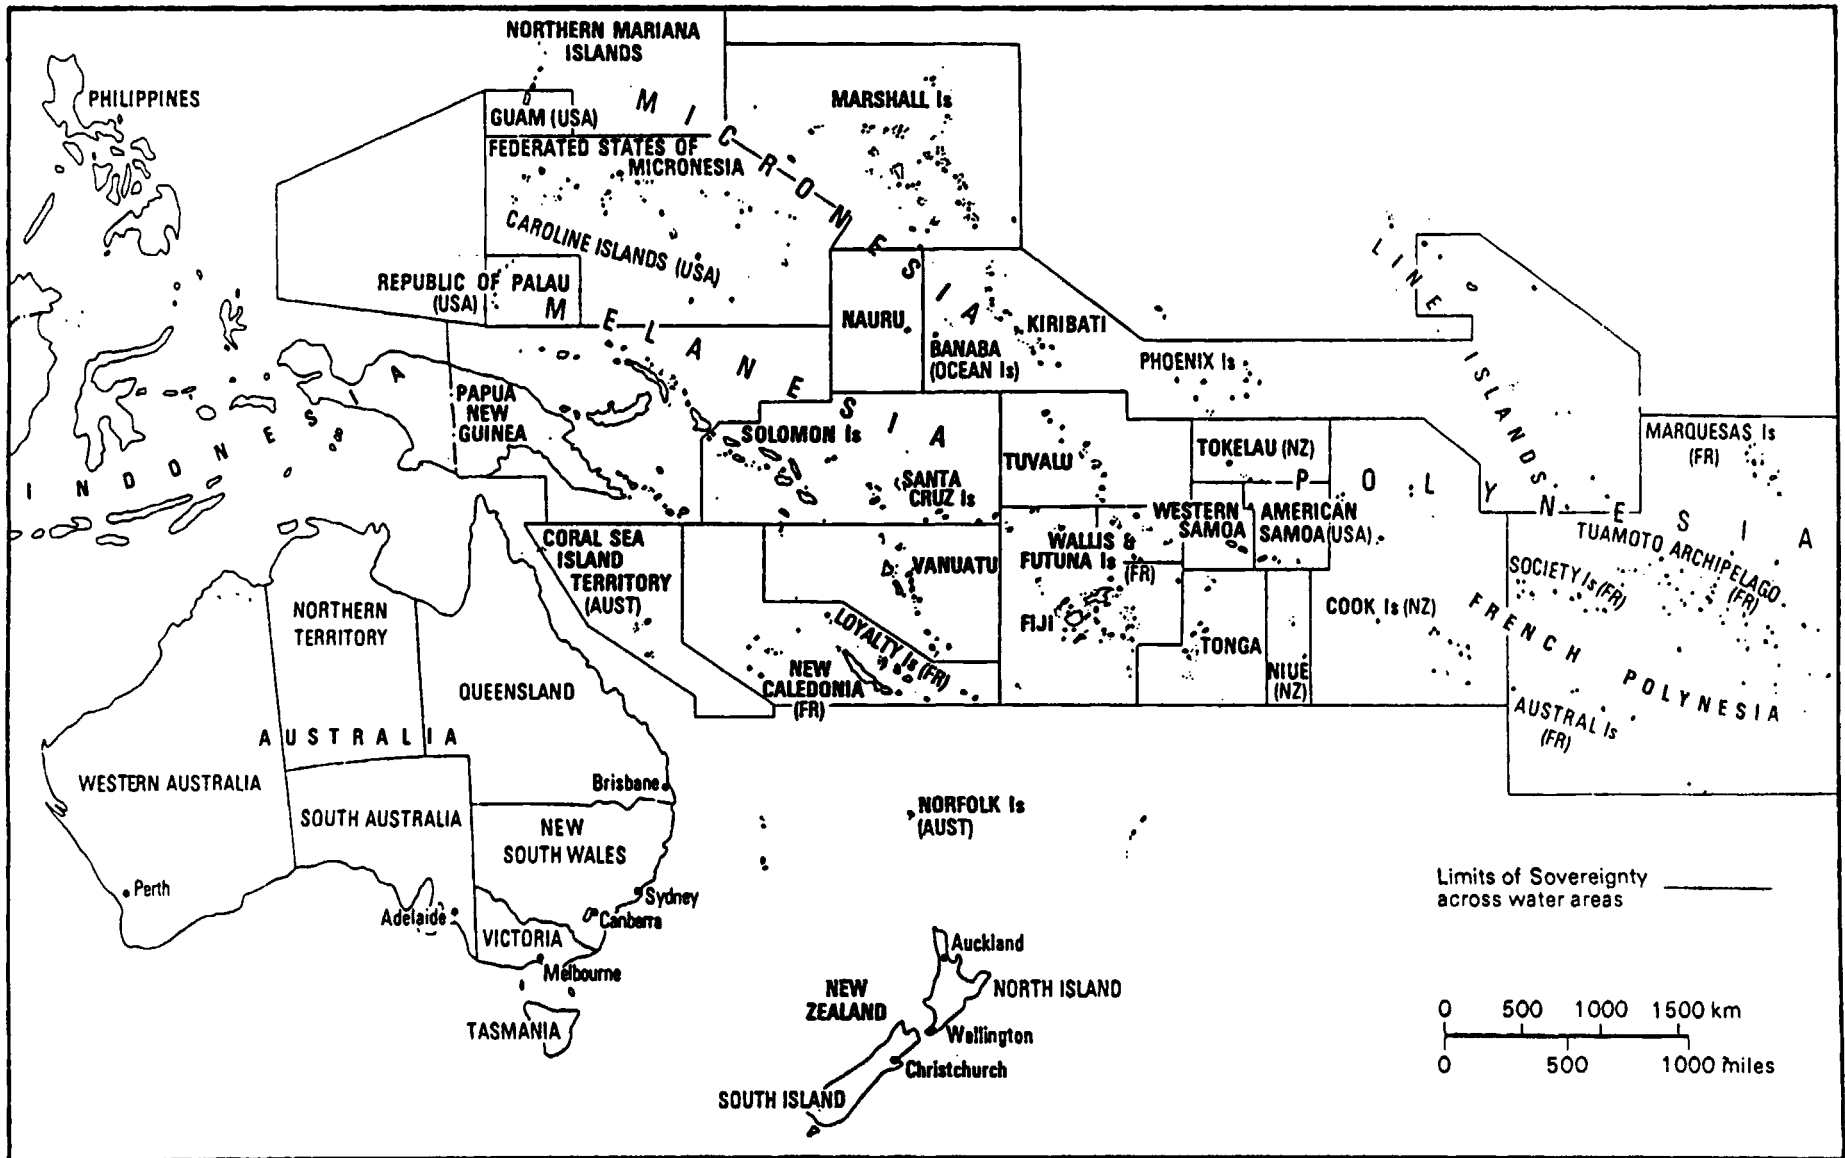 NORTHERN MARIANA
ISLANDS
PHILIPPINES
GUAM (USA)
MICRONESIA
MARSHALL Is
FEDERATED STATES OF
MICRONESIA
CAROLINE ISLANDS (USA)
REPUBLIC OF PALAU
(USA)
MELANESIA
NAURU
KIRIBATI
BANABA
(OCEAN Is)
PHOENIX Is
LINE ISLANDS
INDONESIA
PAPUA
NEW
GUINEA
SOLOMON Is
SANTA
CRUZ Is
TUVALU
TOKELAU (NZ)
POLYNESIA
MARQUESAS Is
(FR)
WESTERN
SAMOA
AMERICAN
SAMOA (USA)
WALLIS &
FUTUNA Is
(FR)
TUAMOTO ARCHIPELAGO
(FR)
SOCIETY Is (FR)
CORAL SEA
ISLAND
TERRITORY
(AUST)
VANUATU
FIJI
LOYALTY Is (FR)
NEW
CALEDONIA
(FR)
TONGA
NIUE
(NZ)
COOK Is (NZ)
FRENCH POLYNESIA
AUSTRAL Is
(FR)
NORTHERN
TERRITORY
QUEENSLAND
AUSTRALIA
WESTERN AUSTRALIA
SOUTH AUSTRALIA
Brisbane
NEW
SOUTH WALES
NORFOLK Is
(AUST)
Perth
Adelaide
Sydney
Canberra
VICTORIA
Melbourne
TASMANIA
Auckland
NEW
ZEALAND
NORTH ISLAND
Wellington
Christchurch
SOUTH ISLAND
Limits of Sovereignty
across water areas
0 500 1000 1500 km
0 500 1000 miles